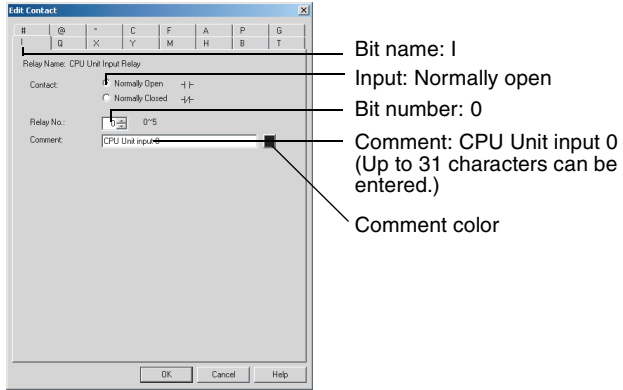 Edit Contact
# @ " C F A P G
I Q X Y M H B T
Relay Name: CPU Unit Input Relay
Contact: Normally Open
Normally Closed
Relay No.: 0 0~5
Comment: CPU Unit input 0
OK Cancel Help
Bit name: I
Input: Normally open
Bit number: 0
Comment: CPU Unit input 0
(Up to 31 characters can be
entered.)
Comment color